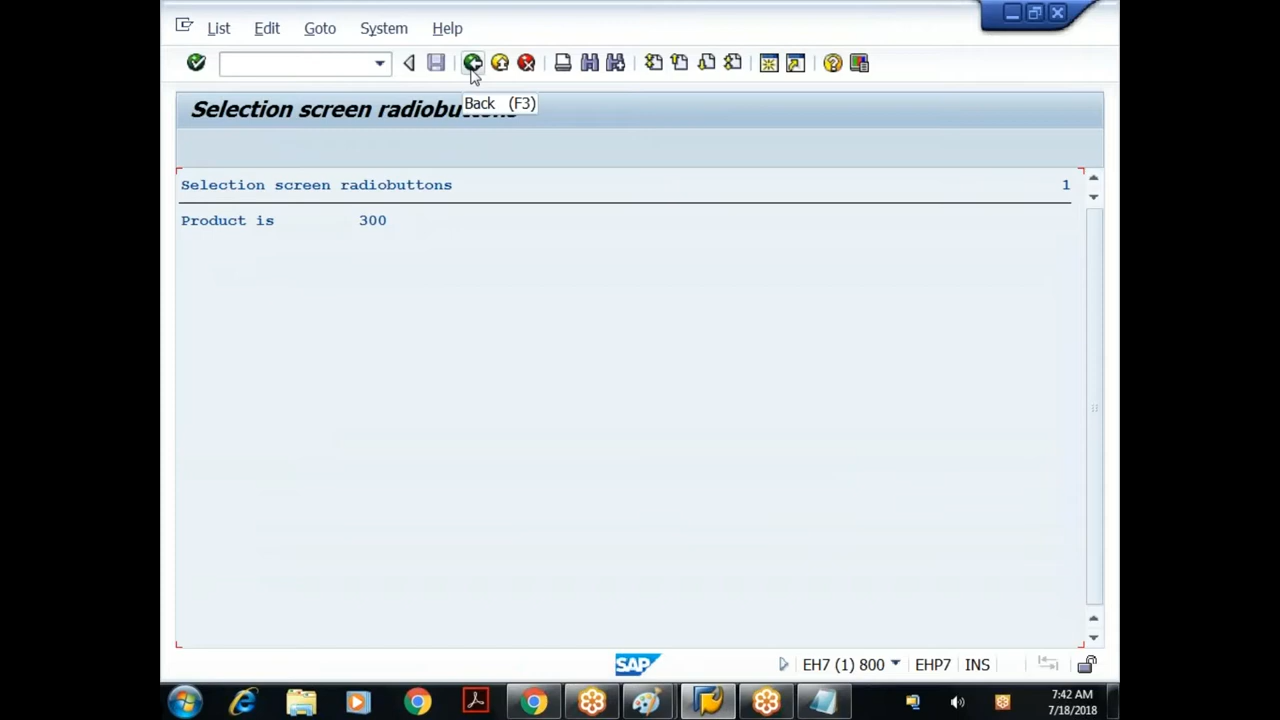 List Edit Goto System Help
Back (F3)
Selection screen radiobuttons
Selection screen radiobuttons 1
Product is 300
SAP EH7 (1) 800 EHP7 INS
7:42 AM
7/18/2018